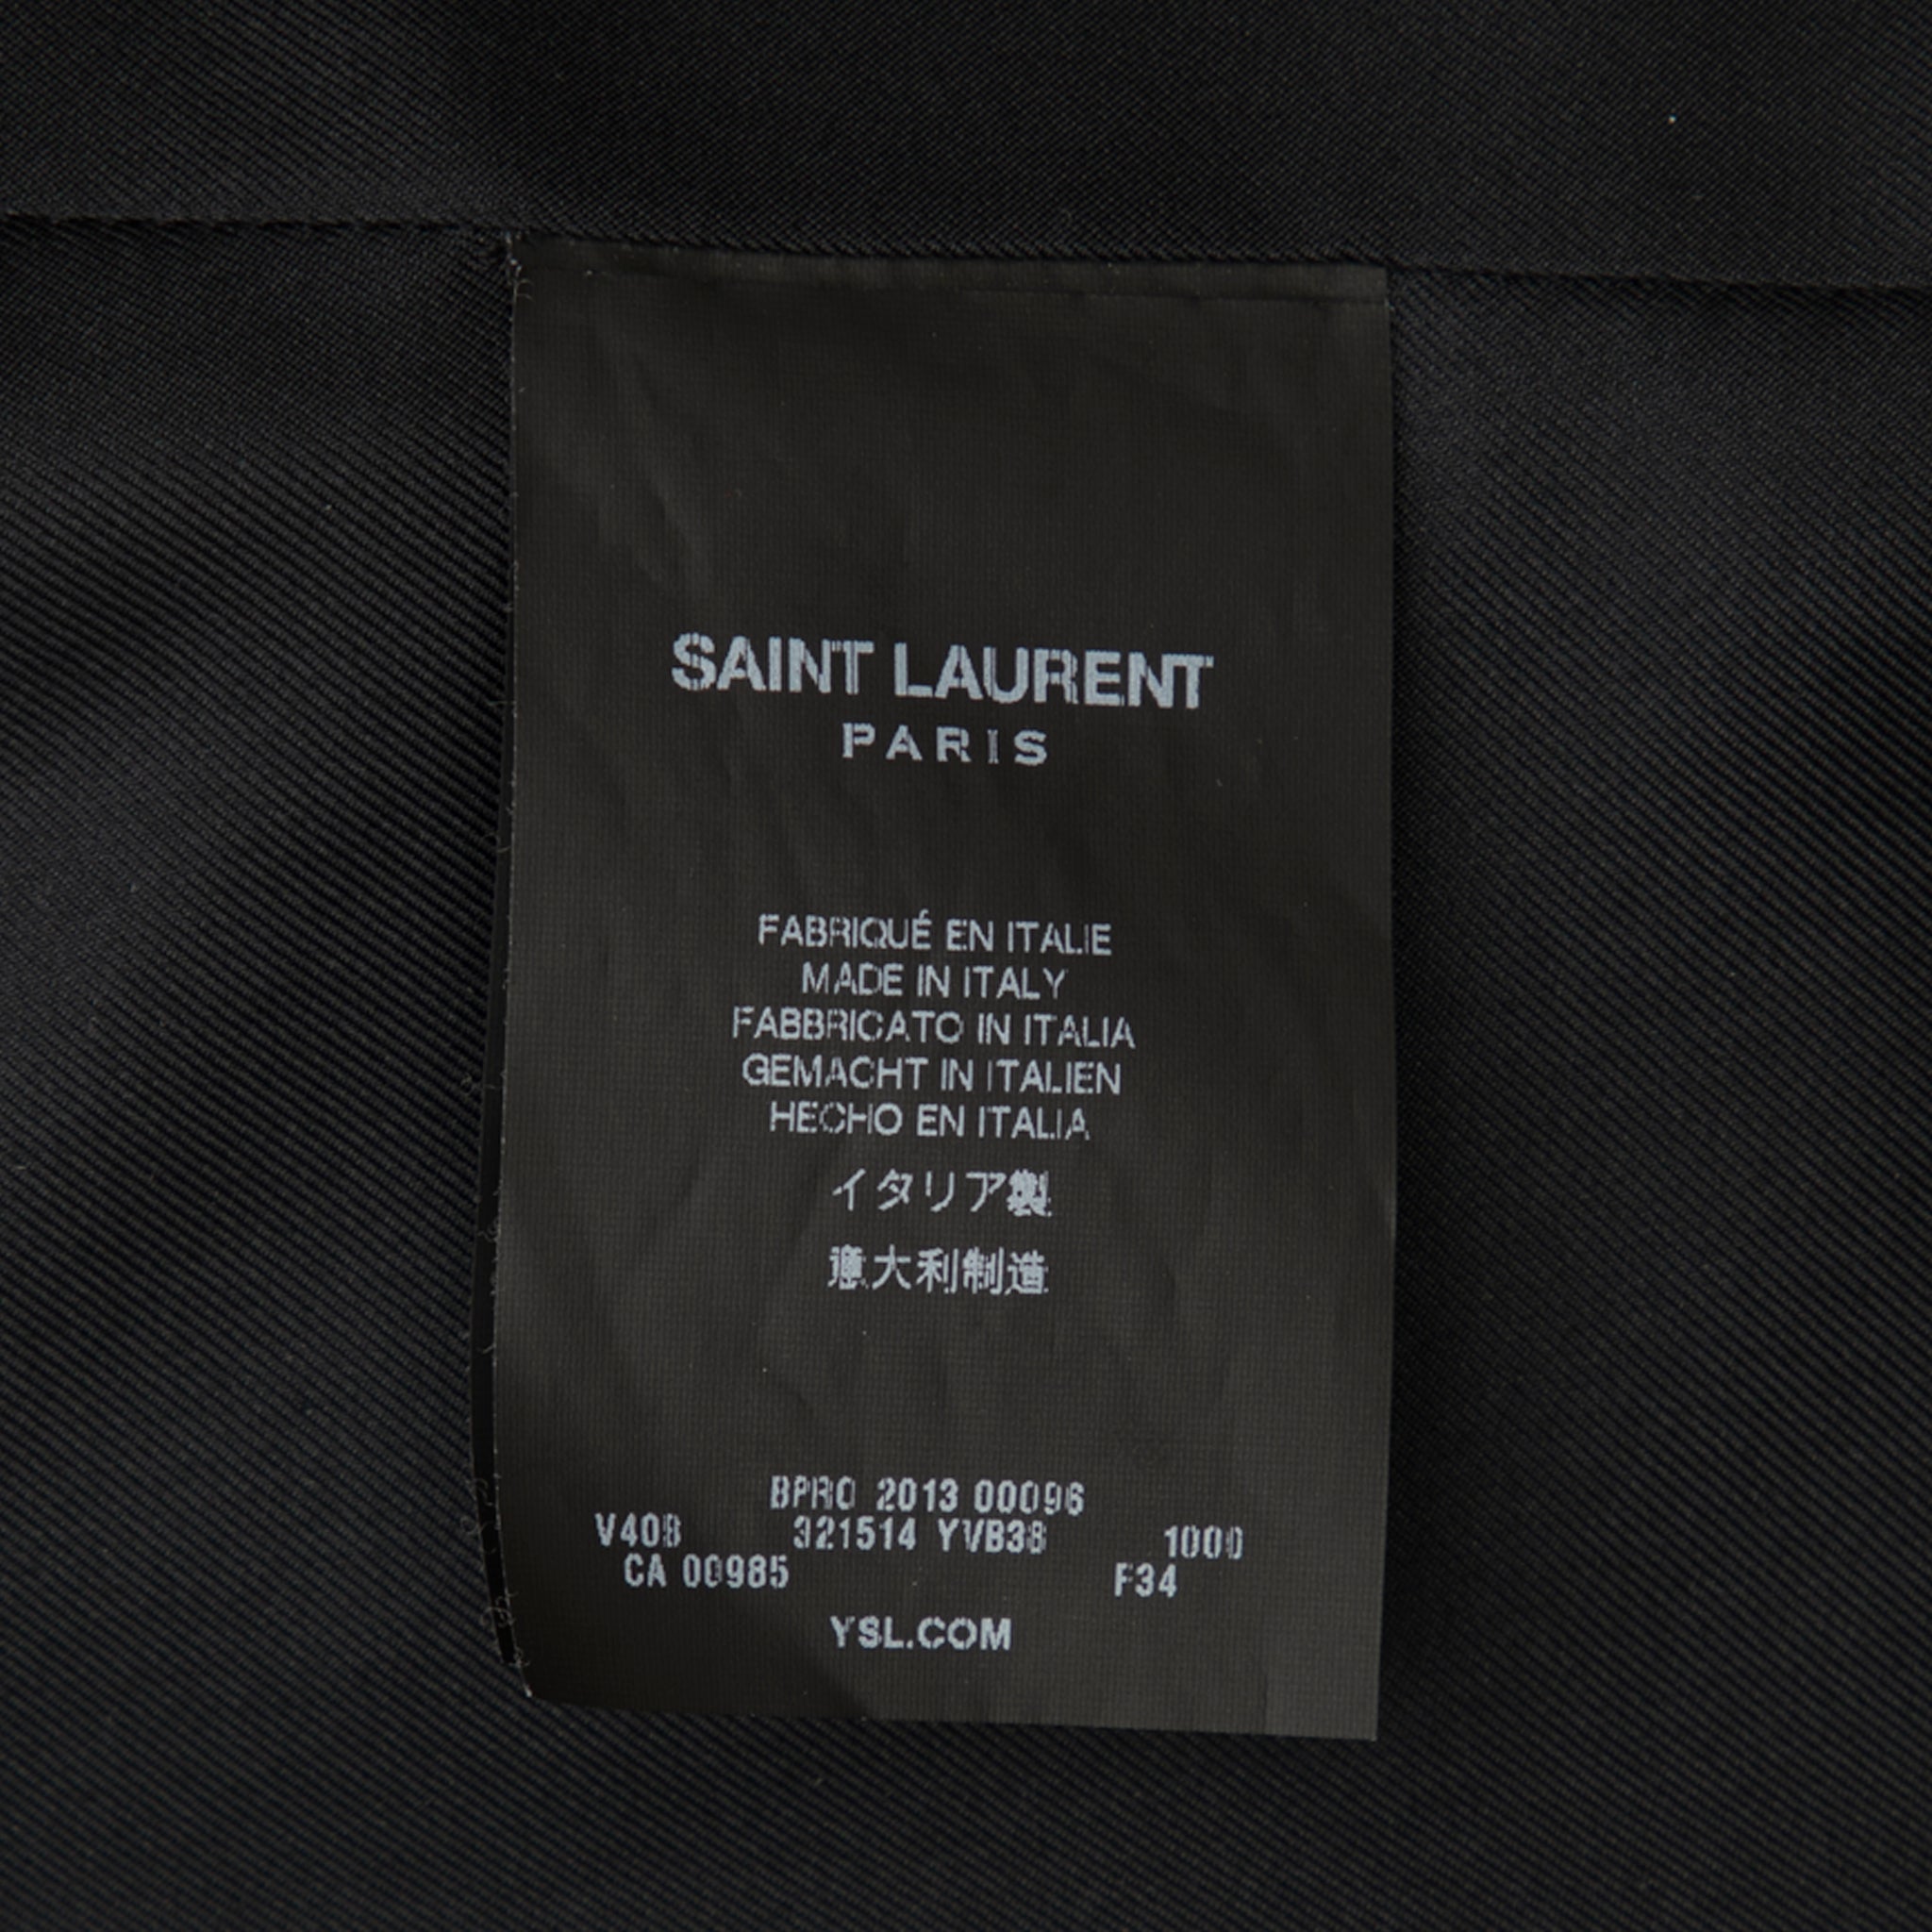 SAINT LAURENT
PARIS
FABRIQUÉ EN ITALIE
MADE IN ITALY
FABBRICATO IN ITALIA
GEMACHT IN ITALIEN
HECHO EN ITALIA
イタリア製
意大利制造
BPRO 2013 00096
V40B 321514 YVB38 1000
CA 00985 F34
YSL.COM